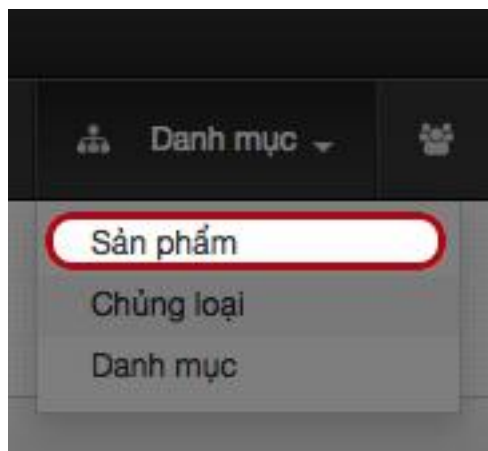 Danh mục
Sản phẩm
Chủng loại
Danh mục